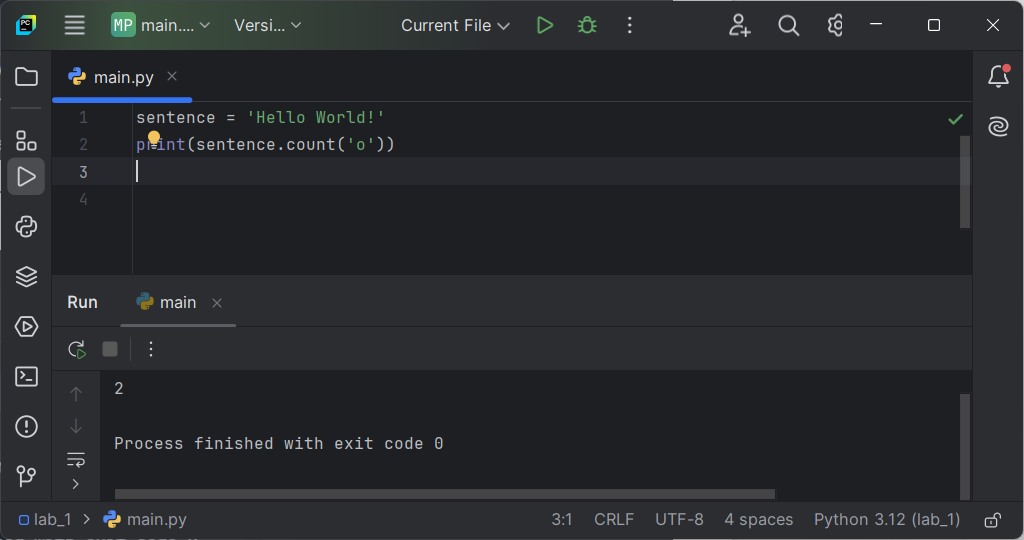 PC
MP main.... Versi... Current File
main.py
1 sentence = 'Hello World!'
2 print(sentence.count('o'))
3
4
Run main
2
Process finished with exit code 0
lab_1 > main.py 3:1 CRLF UTF-8 4 spaces Python 3.12 (lab_1)